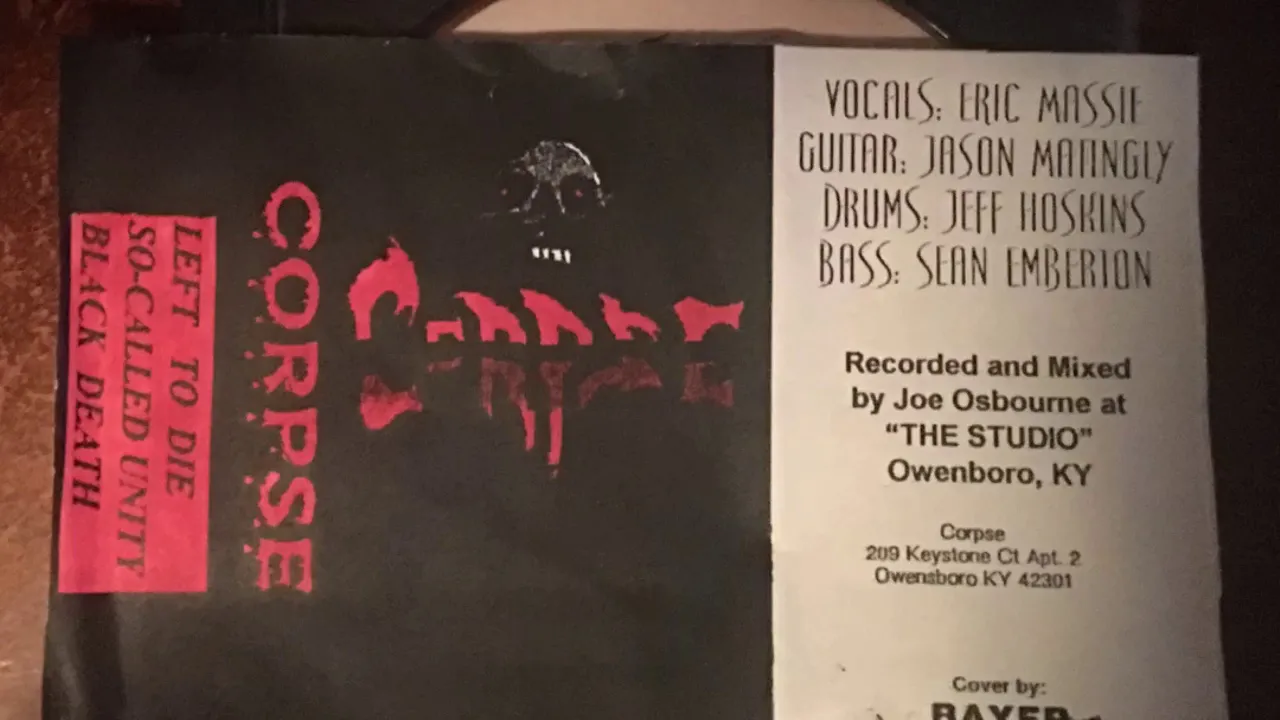 LEFT TO DIE
SO-CALLED UNITY
BLACK DEATH
CORPSE
VOCALS: ERIC MASSIE
GUITAR: JASON MATINGLY
DRUMS: JEFF HOSKINS
BASS: SEAN EMBERTON
Recorded and Mixed
by Joe Osbourne at
“THE STUDIO”
Owenboro, KY
Corpse
209 Keystone Ct Apt. 2
Owensboro KY 42301
Cover by:
BAYER